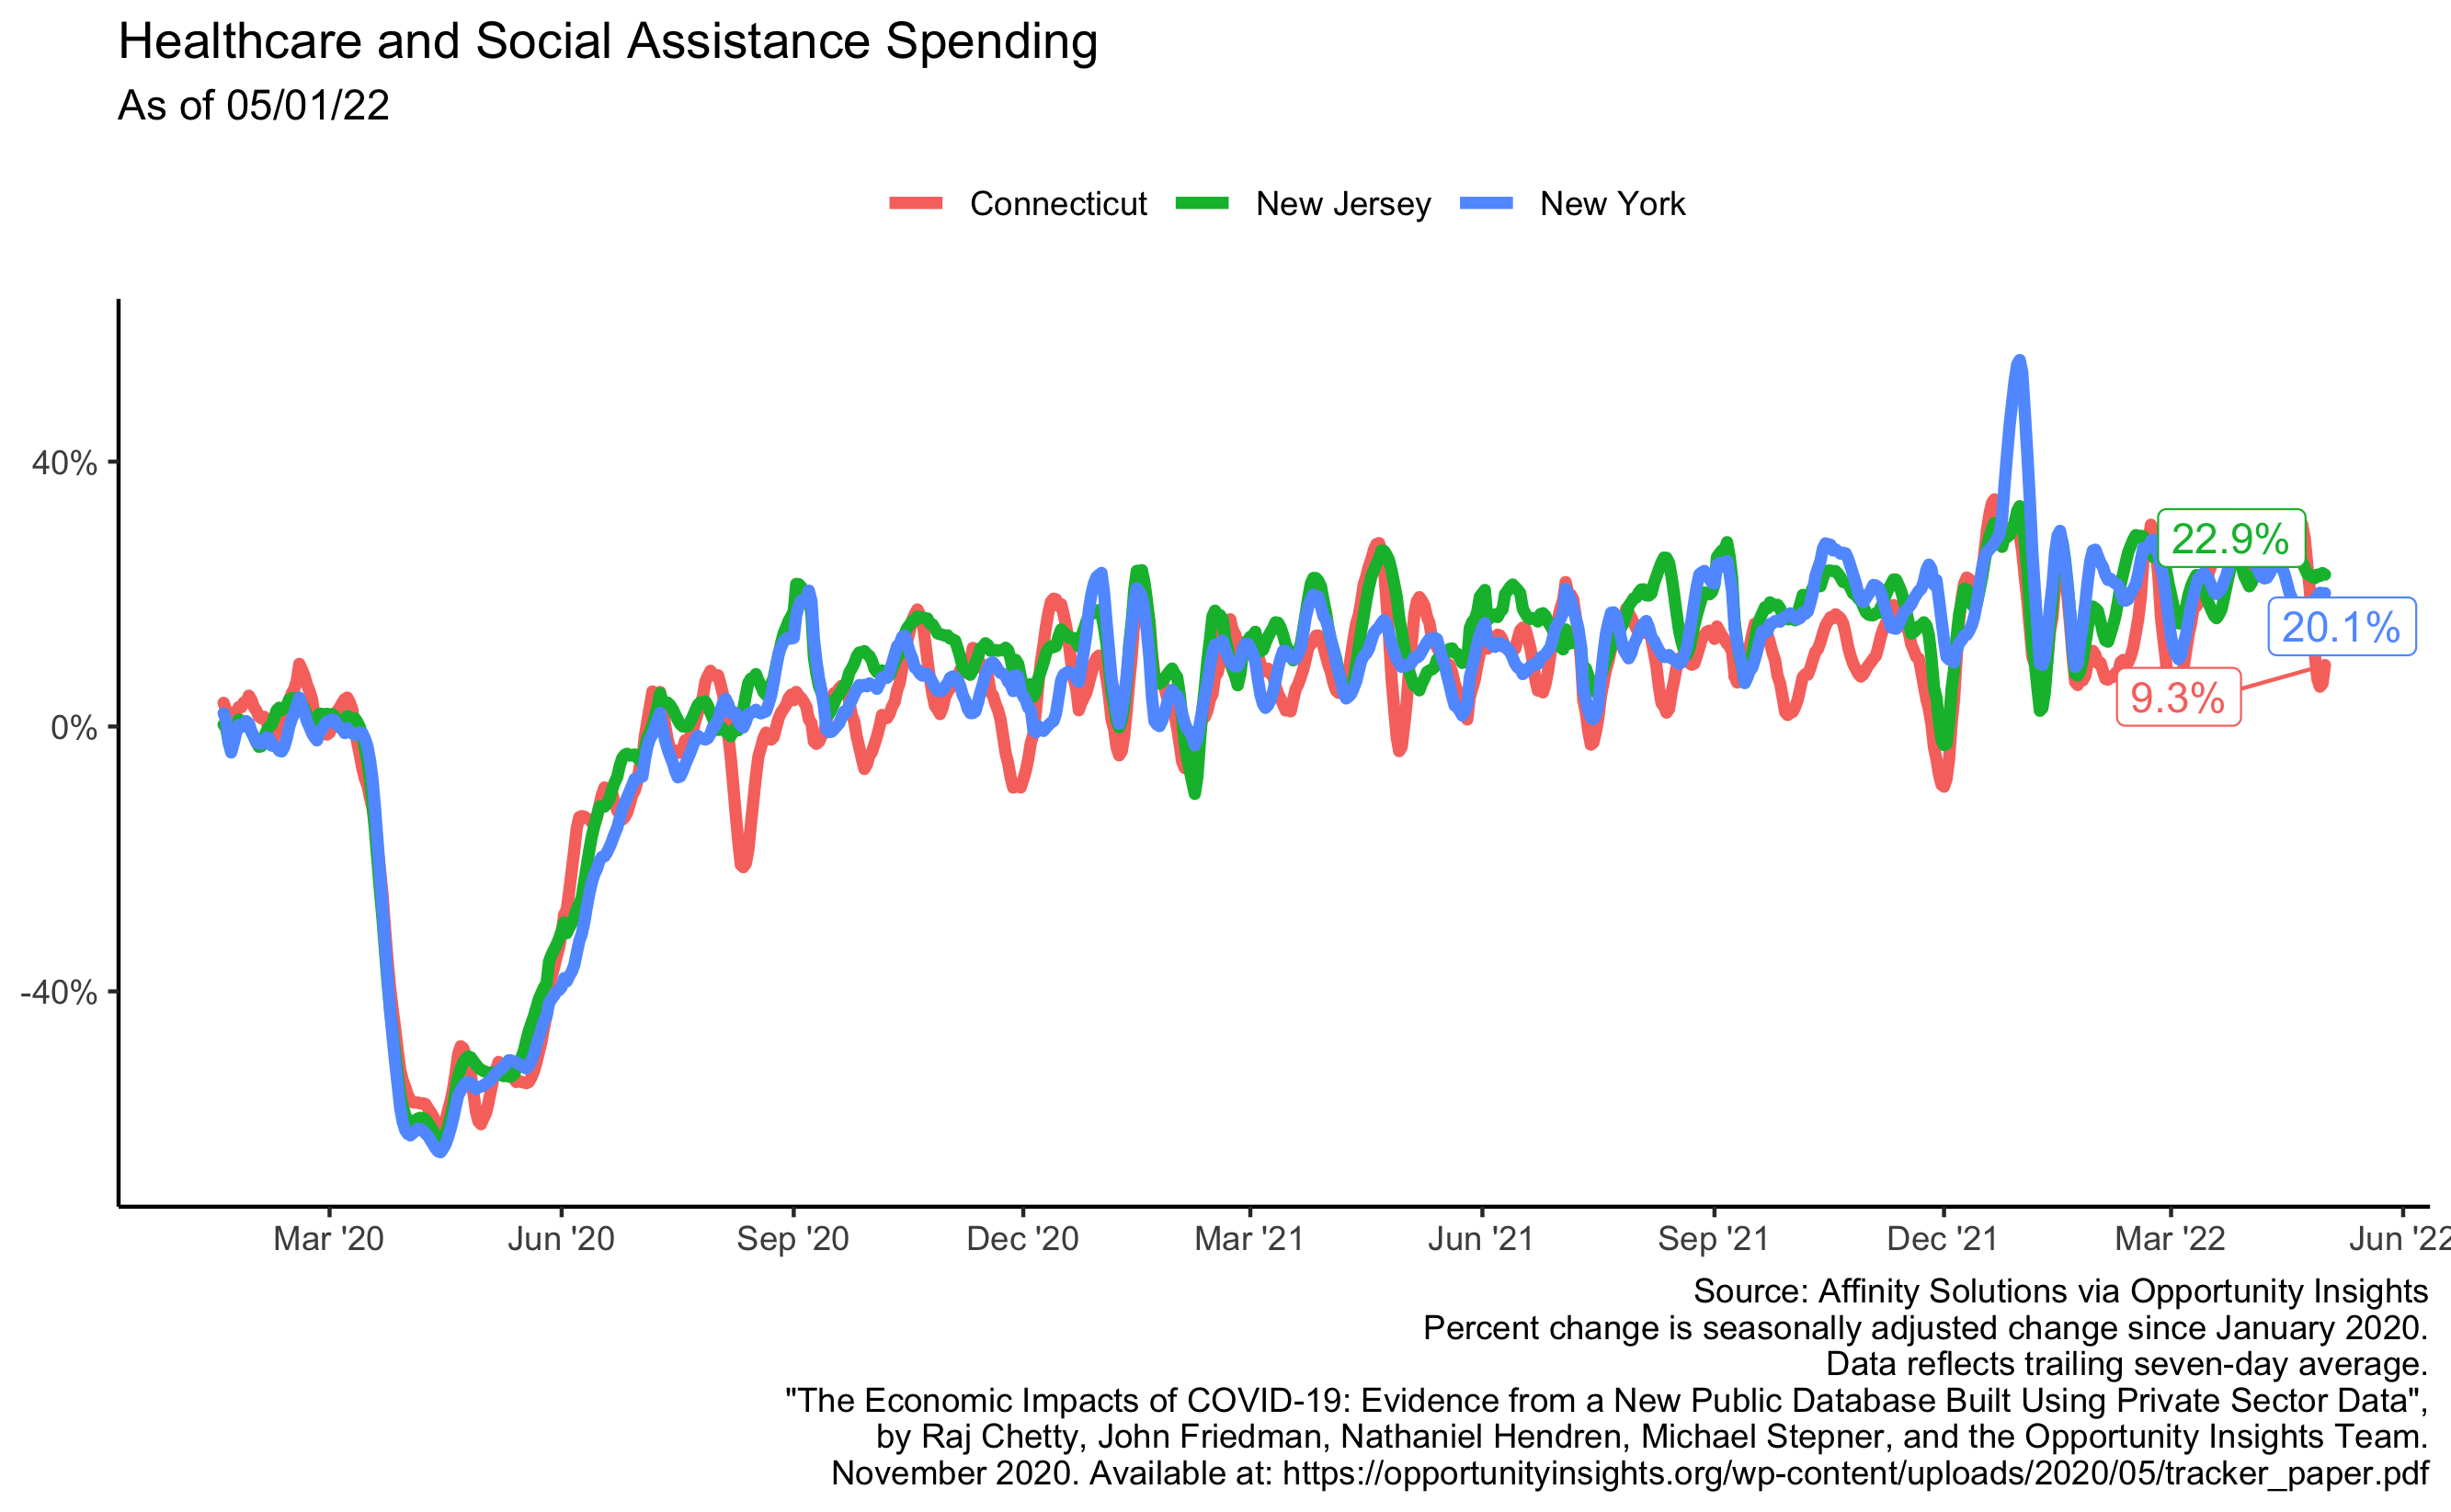 Healthcare and Social Assistance Spending
As of 05/01/22
Connecticut New Jersey New York
40%
0%
-40%
22.9%
20.1%
9.3%
Mar '20 Jun '20 Sep '20 Dec '20 Mar '21 Jun '21 Sep '21 Dec '21 Mar '22 Jun '22
Source: Affinity Solutions via Opportunity Insights
Percent change is seasonally adjusted change since January 2020.
Data reflects trailing seven-day average.
"The Economic Impacts of COVID-19: Evidence from a New Public Database Built Using Private Sector Data",
by Raj Chetty, John Friedman, Nathaniel Hendren, Michael Stepner, and the Opportunity Insights Team.
November 2020. Available at: https://opportunityinsights.org/wp-content/uploads/2020/05/tracker_paper.pdf